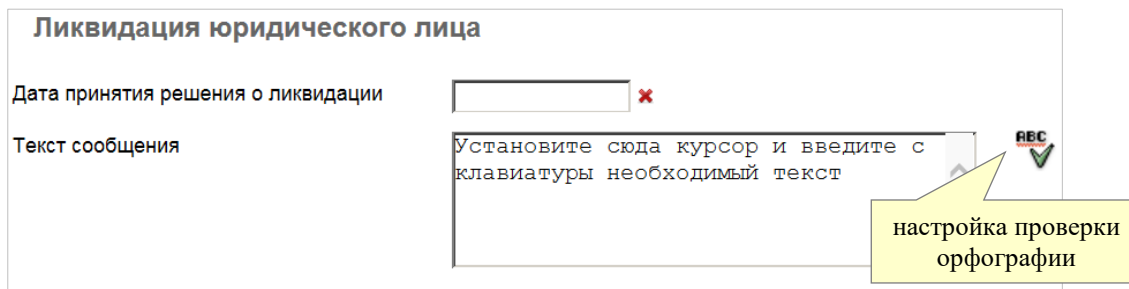 Ликвидация юридического лица
Дата принятия решения о ликвидации
Текст сообщения
Установите сюда курсор и введите с
клавиатуры необходимый текст
ABC
настройка проверки
орфографии